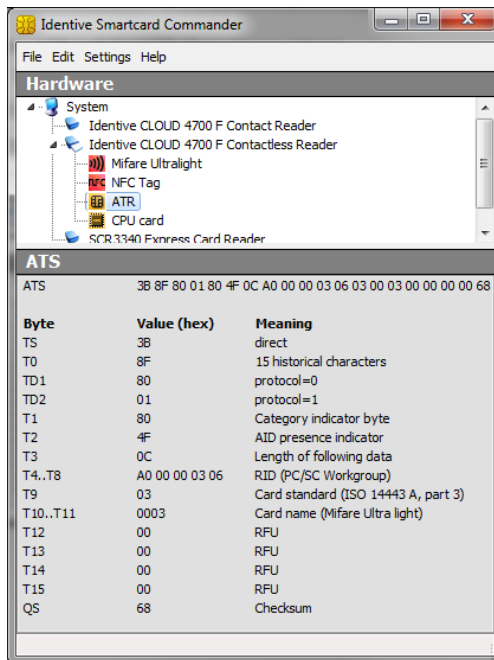 Identive Smartcard Commander
File Edit Settings Help
Hardware
System
Identive CLOUD 4700 F Contact Reader
Identive CLOUD 4700 F Contactless Reader
Mifare Ultralight
NFC Tag
ATR
CPU card
SCR3340 Express Card Reader
ATS
ATS 3B 8F 80 01 80 4F 0C A0 00 00 03 06 03 00 03 00 00 00 00 68
Byte Value (hex) Meaning
TS 3B direct
T0 8F 15 historical characters
TD1 80 protocol=0
TD2 01 protocol=1
T1 80 Category indicator byte
T2 4F AID presence indicator
T3 0C Length of following data
T4..T8 A0 00 00 03 06 RID (PC/SC Workgroup)
T9 03 Card standard (ISO 14443 A, part 3)
T10..T11 0003 Card name (Mifare Ultra light)
T12 00 RFU
T13 00 RFU
T14 00 RFU
T15 00 RFU
QS 68 Checksum